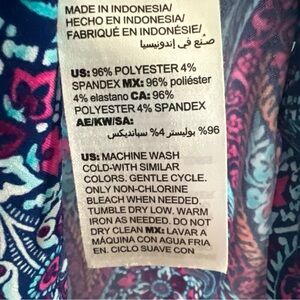 MADE IN INDONESIA/
HECHO EN INDONESIA/
FABRIQUÉ EN INDONÉSIE/
صنع في إندونيسيا
US: 96% POLYESTER 4%
SPANDEX MX: 96% poliéster
4% elastano CA: 96%
POLYESTER 4% SPANDEX
AE/KW/SA:
96% بوليستر 4% سبانديكس
US: MACHINE WASH
COLD-WITH SIMILAR
COLORS. GENTLE CYCLE.
ONLY NON-CHLORINE
BLEACH WHEN NEEDED.
TUMBLE DRY LOW. WARM
IRON AS NEEDED. DO NOT
DRY CLEAN MX: LAVAR A
MÁQUINA CON AGUA FRIA
EN. CICLO SUAVE CON